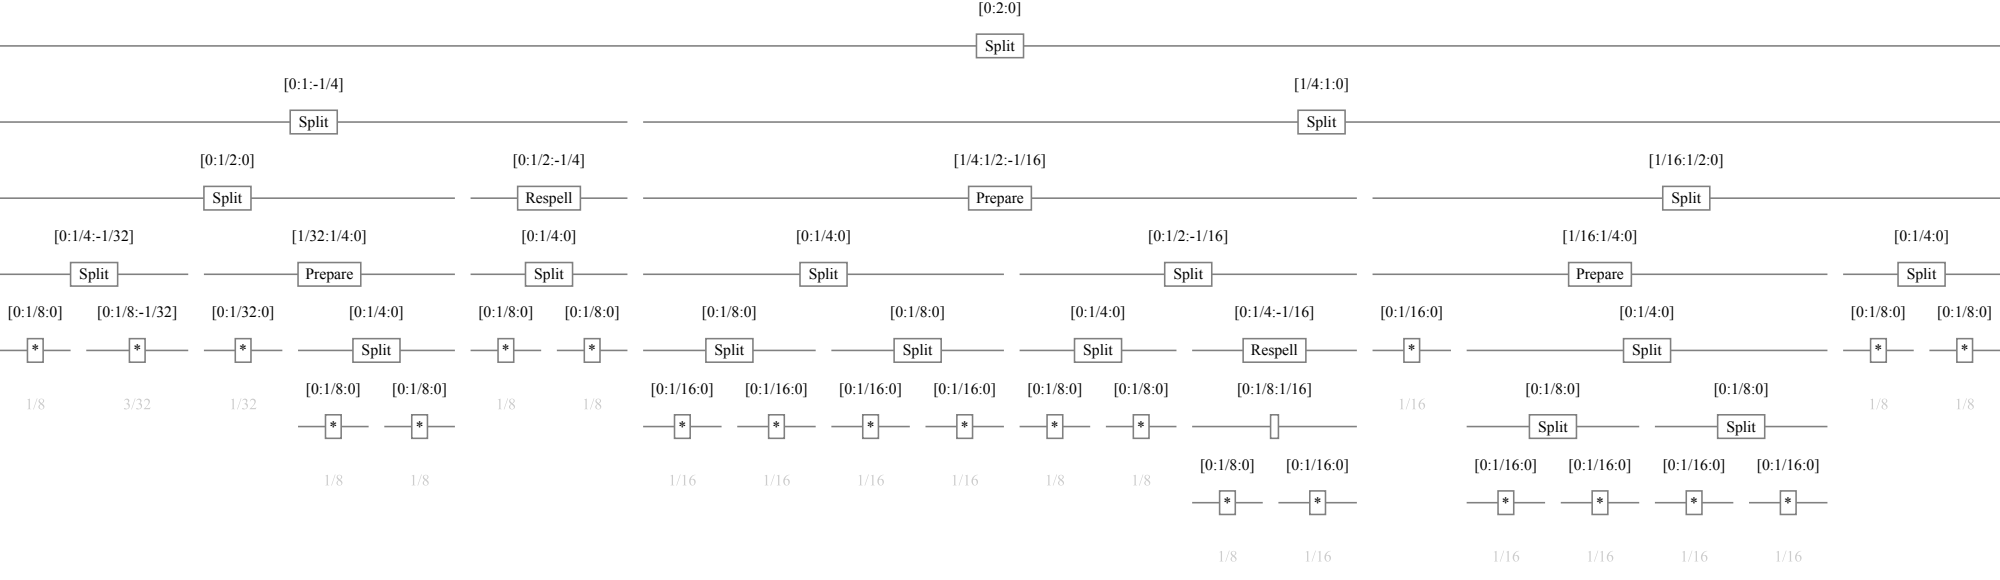 [0:2:0]
Split
[0:1:-1/4] [1/4:1:0]
Split Split
[0:1/2:0] [0:1/2:-1/4] [1/4:1/2:-1/16] [1/16:1/2:0]
Split Respell Prepare Split
[0:1/4:-1/32] [1/32:1/4:0] [0:1/4:0] [0:1/4:0] [0:1/2:-1/16] [1/16:1/4:0] [0:1/4:0]
Split Prepare Split Split Split Prepare Split
[0:1/8:0] [0:1/8:-1/32] [0:1/32:0] [0:1/4:0] [0:1/8:0] [0:1/8:0] [0:1/8:0] [0:1/8:0] [0:1/4:0] [0:1/4:-1/16] [0:1/16:0] [0:1/4:0] [0:1/8:0] [0:1/8:0]
* * * Split * * Split Split Split Respell * Split * *
[0:1/8:0] [0:1/8:0] [0:1/16:0] [0:1/16:0] [0:1/16:0] [0:1/16:0] [0:1/8:0] [0:1/8:0] [0:1/8:1/16] [0:1/8:0] [0:1/8:0]
1/8 3/32 1/32 1/8 1/8 1/16 1/8 1/8
* * * * * * * * Split Split
[0:1/8:0] [0:1/16:0] [0:1/16:0] [0:1/16:0] [0:1/16:0] [0:1/16:0]
1/8 1/8 1/16 1/16 1/16 1/16 1/8 1/8
* * * * * *
1/8 1/16 1/16 1/16 1/16 1/16